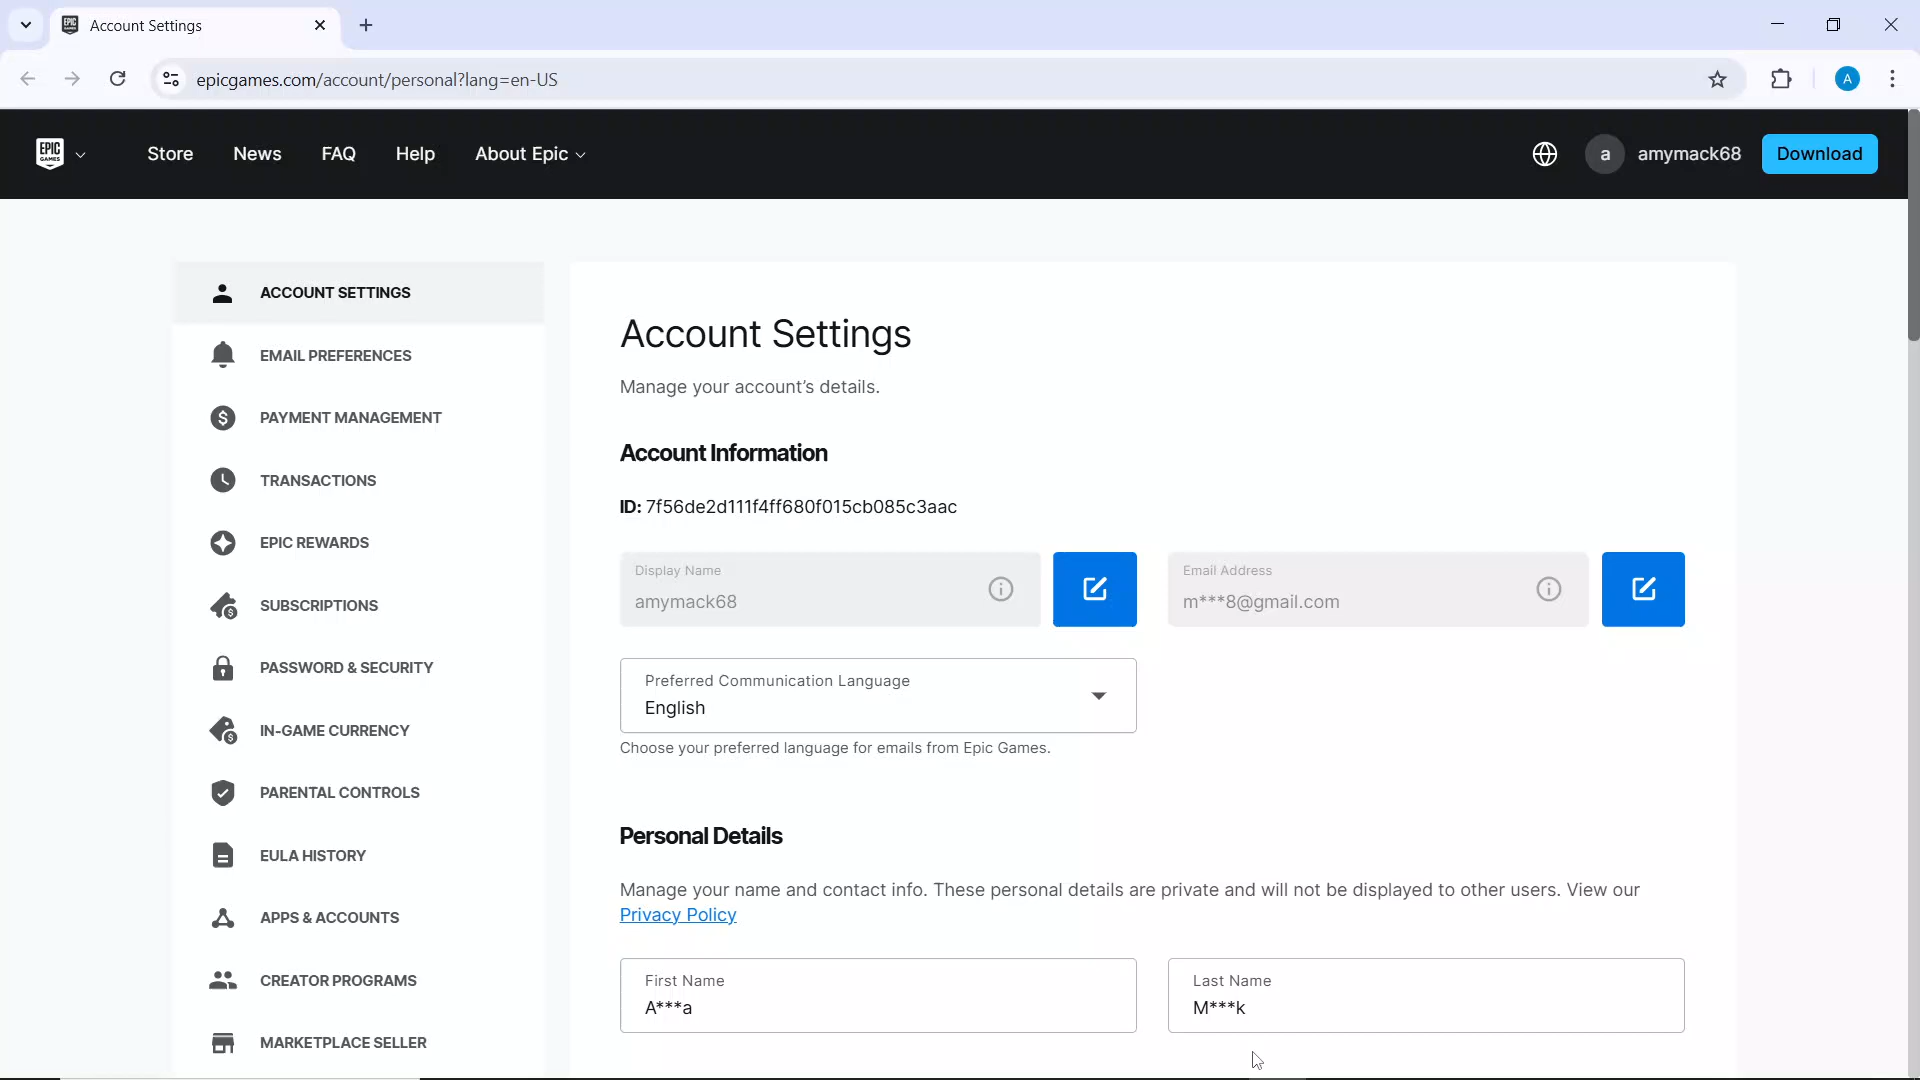 Account Settings
epicgames.com/account/personal?lang=en-US
A
EPIC GAMES
Store
News
FAQ
Help
About Epic
a
amymack68
Download
ACCOUNT SETTINGS
EMAIL PREFERENCES
PAYMENT MANAGEMENT
TRANSACTIONS
EPIC REWARDS
SUBSCRIPTIONS
PASSWORD & SECURITY
IN-GAME CURRENCY
PARENTAL CONTROLS
EULA HISTORY
APPS & ACCOUNTS
CREATOR PROGRAMS
MARKETPLACE SELLER
Account Settings
Manage your account’s details.
Account Information
ID: 7f56de2d111f4ff680f015cb085c3aac
Display Name
amymack68
Email Address
m***8@gmail.com
Preferred Communication Language
English
Choose your preferred language for emails from Epic Games.
Personal Details
Manage your name and contact info. These personal details are private and will not be displayed to other users. View our
Privacy Policy
First Name
A***a
Last Name
M***k